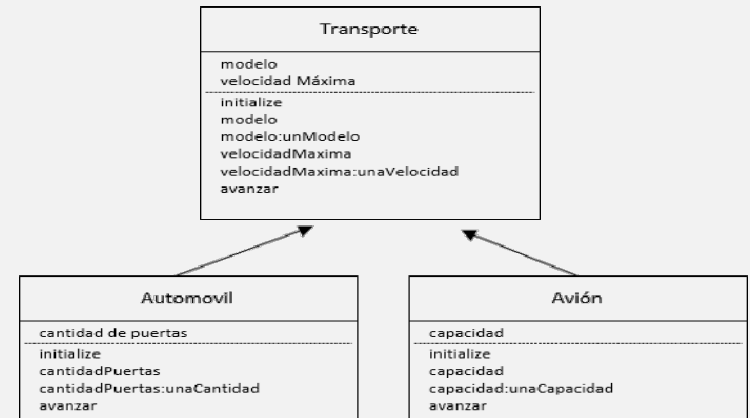 Transporte
modelo
velocidad Máxima
initialize
modelo
modelo:unModelo
velocidadMaxima
velocidadMaxima:unaVelocidad
avanzar
Automovil
cantidad de puertas
initialize
cantidadPuertas
cantidadPuertas:unaCantidad
avanzar
Avión
capacidad
initialize
capacidad
capacidad:unaCapacidad
avanzar